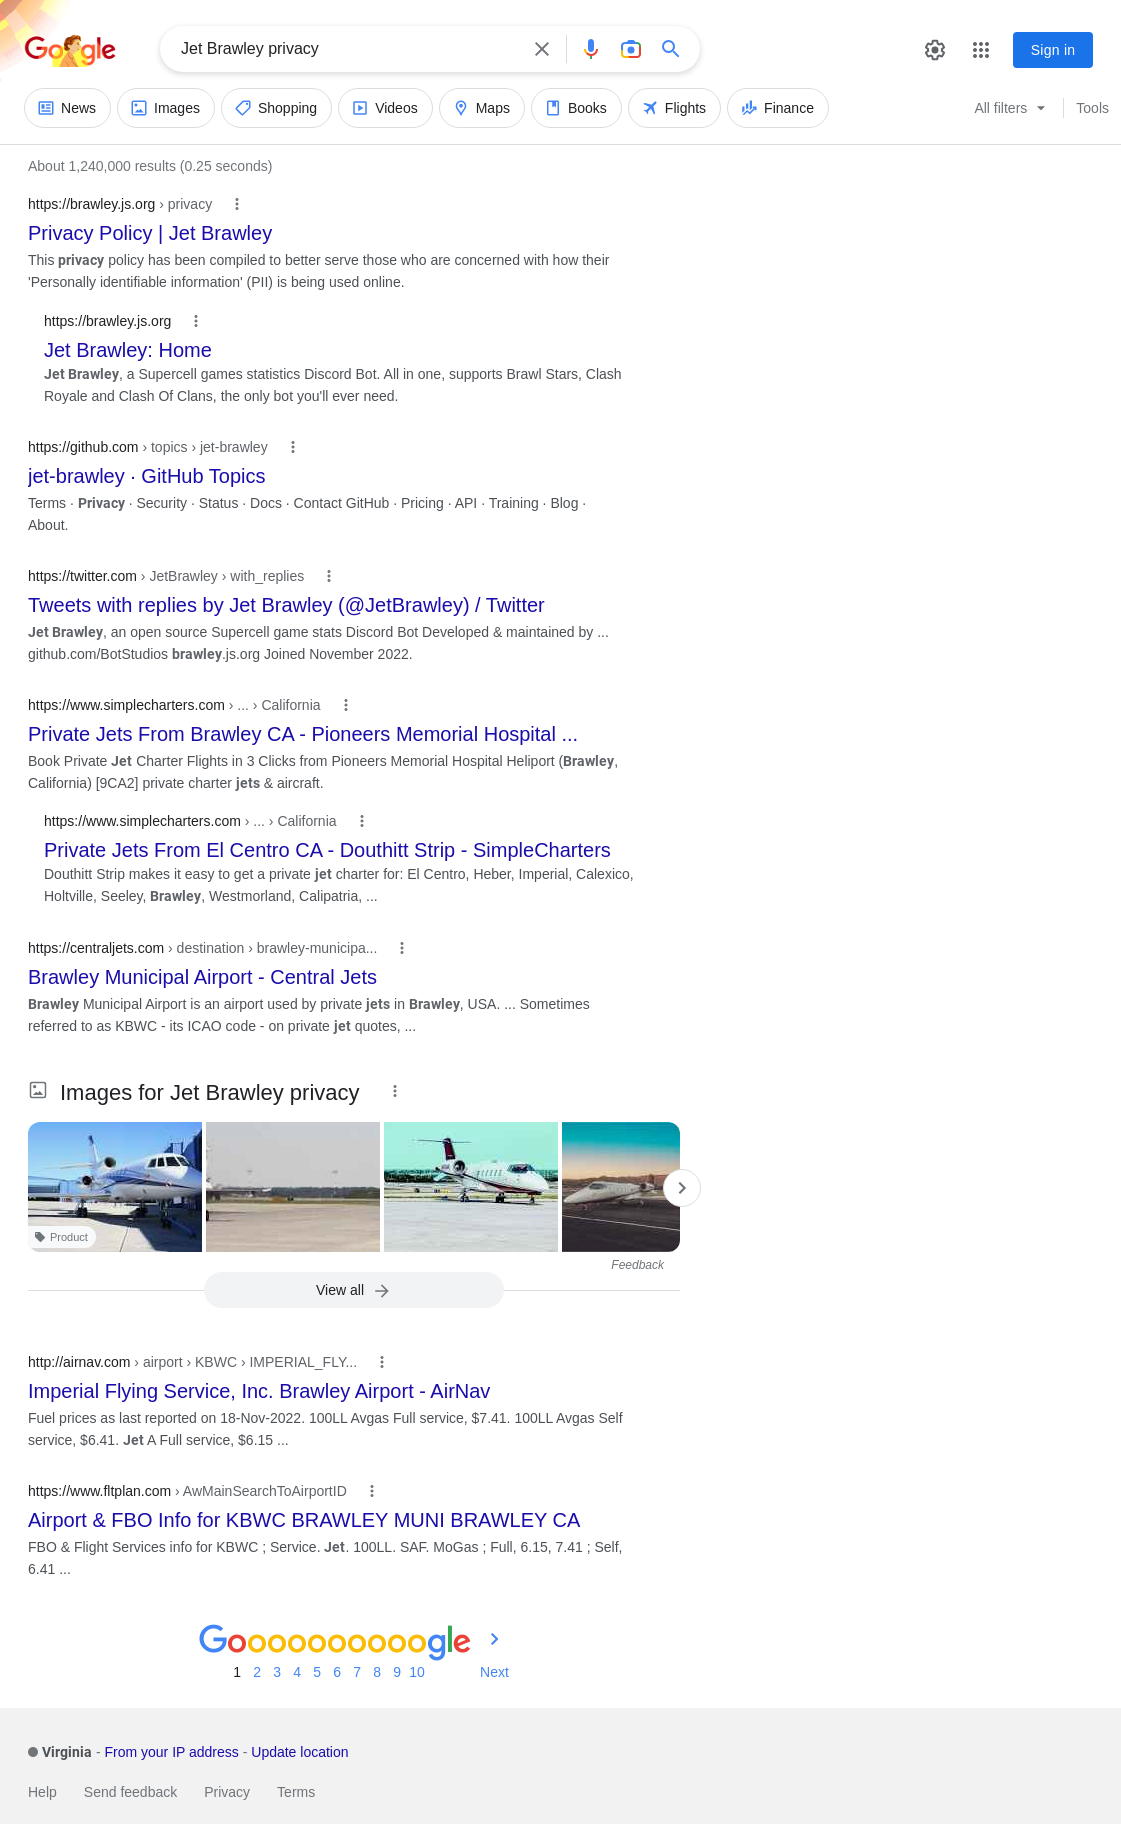 Google
Jet Brawley privacy
Sign in
News Images Shopping Videos Maps Books Flights Finance All filters Tools
About 1,240,000 results (0.25 seconds)
https://brawley.js.org › privacy
Privacy Policy | Jet Brawley
This privacy policy has been compiled to better serve those who are concerned with how their
'Personally identifiable information' (PII) is being used online.
https://brawley.js.org
Jet Brawley: Home
Jet Brawley, a Supercell games statistics Discord Bot. All in one, supports Brawl Stars, Clash
Royale and Clash Of Clans, the only bot you'll ever need.
https://github.com › topics › jet-brawley
jet-brawley · GitHub Topics
Terms · Privacy · Security · Status · Docs · Contact GitHub · Pricing · API · Training · Blog ·
About.
https://twitter.com › JetBrawley › with_replies
Tweets with replies by Jet Brawley (@JetBrawley) / Twitter
Jet Brawley, an open source Supercell game stats Discord Bot Developed & maintained by ...
github.com/BotStudios brawley.js.org Joined November 2022.
https://www.simplecharters.com › ... › California
Private Jets From Brawley CA - Pioneers Memorial Hospital ...
Book Private Jet Charter Flights in 3 Clicks from Pioneers Memorial Hospital Heliport (Brawley,
California) [9CA2] private charter jets & aircraft.
https://www.simplecharters.com › ... › California
Private Jets From El Centro CA - Douthitt Strip - SimpleCharters
Douthitt Strip makes it easy to get a private jet charter for: El Centro, Heber, Imperial, Calexico,
Holtville, Seeley, Brawley, Westmorland, Calipatria, ...
https://centraljets.com › destination › brawley-municipa...
Brawley Municipal Airport - Central Jets
Brawley Municipal Airport is an airport used by private jets in Brawley, USA. ... Sometimes
referred to as KBWC - its ICAO code - on private jet quotes, ...
Images for Jet Brawley privacy
Product
Feedback
View all
http://airnav.com › airport › KBWC › IMPERIAL_FLY...
Imperial Flying Service, Inc. Brawley Airport - AirNav
Fuel prices as last reported on 18-Nov-2022. 100LL Avgas Full service, $7.41. 100LL Avgas Self
service, $6.41. Jet A Full service, $6.15 ...
https://www.fltplan.com › AwMainSearchToAirportID
Airport & FBO Info for KBWC BRAWLEY MUNI BRAWLEY CA
FBO & Flight Services info for KBWC ; Service. Jet. 100LL. SAF. MoGas ; Full, 6.15, 7.41 ; Self,
6.41 ...
Goooooooooogle
1 2 3 4 5 6 7 8 9 10 Next
Virginia - From your IP address - Update location
Help Send feedback Privacy Terms